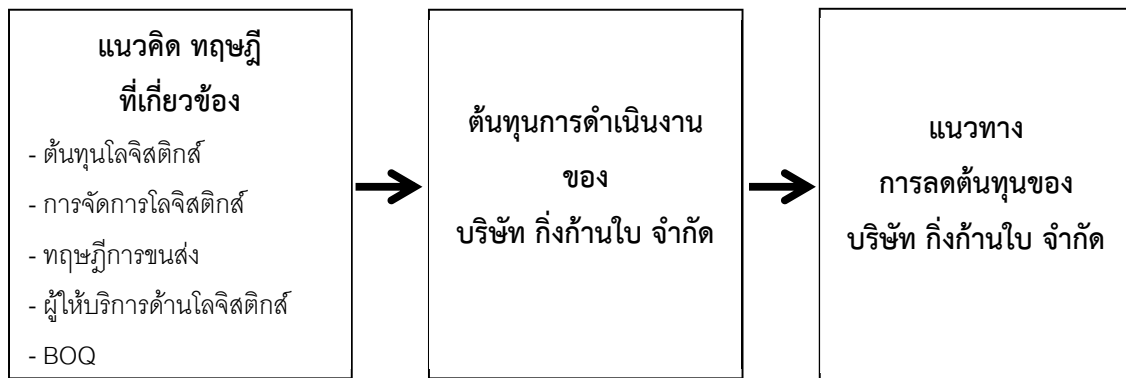 แนวคิด ทฤษฎี
ที่เกี่ยวข้อง
- ต้นทุนโลจิสติกส์
- การจัดการโลจิสติกส์
- ทฤษฎีการขนส่ง
- ผู้ให้บริการด้านโลจิสติกส์
- BOQ
ต้นทุนการดำเนินงาน
ของ
บริษัท กิ่งก้านใบ จำกัด
แนวทาง
การลดต้นทุนของ
บริษัท กิ่งก้านใบ จำกัด